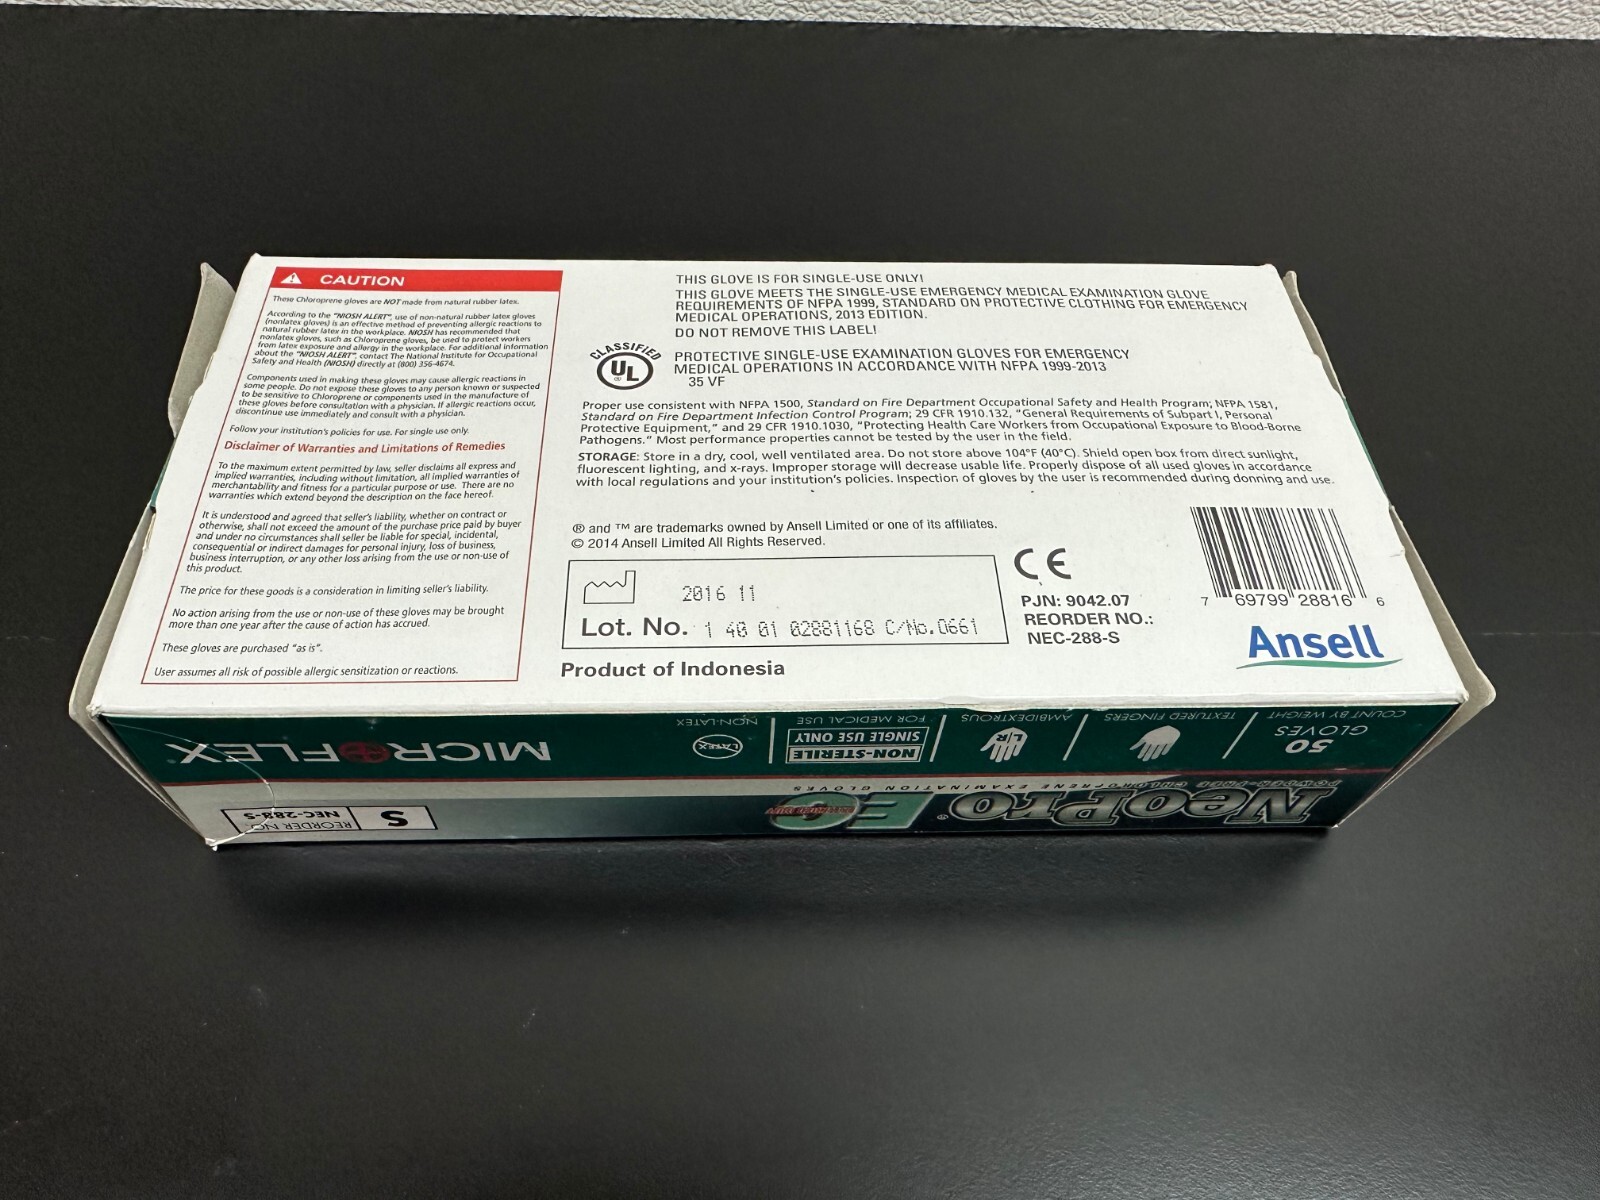 CAUTION
These Chloroprene gloves are NOT made from natural rubber latex.
According to the "NIOSH ALERT", use of non-natural rubber latex gloves
(nonlatex gloves) is an effective method of preventing allergic reactions to
natural rubber latex in the workplace. NIOSH has recommended that
nonlatex gloves, such as Chloroprene gloves, be used to protect workers
from latex exposure and allergy in the workplace. For additional information
about the "NIOSH ALERT", contact The National Institute for Occupational
Safety and Health (NIOSH) directly at (800) 356-4674.
Components used in making these gloves may cause allergic reactions in
some people. Do not expose these gloves to any person known or suspected
to be sensitive to Chloroprene or components used in the manufacture of
these gloves before consultation with a physician. If allergic reactions occur,
discontinue use immediately and consult with a physician.
Follow your institution's policies for use. For single use only.
Disclaimer of Warranties and Limitations of Remedies
To the maximum extent permitted by law, seller disclaims all express and
implied warranties, including without limitation, all implied warranties of
merchantability and fitness for a particular purpose or use. There are no
warranties which extend beyond the description on the face hereof.
It is understood and agreed that seller's liability, whether on contract or
otherwise, shall not exceed the amount of the purchase price paid by buyer
and under no circumstances shall seller be liable for special, incidental,
consequential or indirect damages for personal injury, loss of business,
business interruption, or any other loss arising from the use or non-use of
this product.
The price for these goods is a consideration in limiting seller's liability.
No action arising from the use or non-use of these gloves may be brought
more than one year after the cause of action has accrued.
These gloves are purchased "as is".
User assumes all risk of possible allergic sensitization or reactions.
THIS GLOVE IS FOR SINGLE-USE ONLY!
THIS GLOVE MEETS THE SINGLE-USE EMERGENCY MEDICAL EXAMINATION GLOVE
REQUIREMENTS OF NFPA 1999, STANDARD ON PROTECTIVE CLOTHING FOR EMERGENCY
MEDICAL OPERATIONS, 2013 EDITION.
DO NOT REMOVE THIS LABEL!
CLASSIFIED
UL
®
PROTECTIVE SINGLE-USE EXAMINATION GLOVES FOR EMERGENCY
MEDICAL OPERATIONS IN ACCORDANCE WITH NFPA 1999-2013
35 VF
Proper use consistent with NFPA 1500, Standard on Fire Department Occupational Safety and Health Program; NFPA 1581,
Standard on Fire Department Infection Control Program; 29 CFR 1910.132, "General Requirements of Subpart I, Personal
Protective Equipment," and 29 CFR 1910.1030, "Protecting Health Care Workers from Occupational Exposure to Blood-Borne
Pathogens." Most performance properties cannot be tested by the user in the field.
STORAGE: Store in a dry, cool, well ventilated area. Do not store above 104°F (40°C). Shield open box from direct sunlight,
fluorescent lighting, and x-rays. Improper storage will decrease usable life. Properly dispose of all used gloves in accordance
with local regulations and your institution's policies. Inspection of gloves by the user is recommended during donning and use.
® and ™ are trademarks owned by Ansell Limited or one of its affiliates.
© 2014 Ansell Limited All Rights Reserved.
2016 11
Lot. No. 1 40 01 02881168 C/No.0661
Product of Indonesia
CE
PJN: 9042.07
REORDER NO.:
NEC-288-S
7 69799 28816 6
Ansell
50
GLOVES
COUNT BY WEIGHT
TEXTURED FINGERS
L/R
AMBIDEXTROUS
NON-STERILE
SINGLE USE ONLY
FOR MEDICAL USE
LATEX
NON-LATEX
MICROFLEX®
NeoPro® EC
EXTENDED CUFF
POWDER-FREE CHLOROPRENE EXAMINATION GLOVES
S
REORDER NO.
NEC-288-S